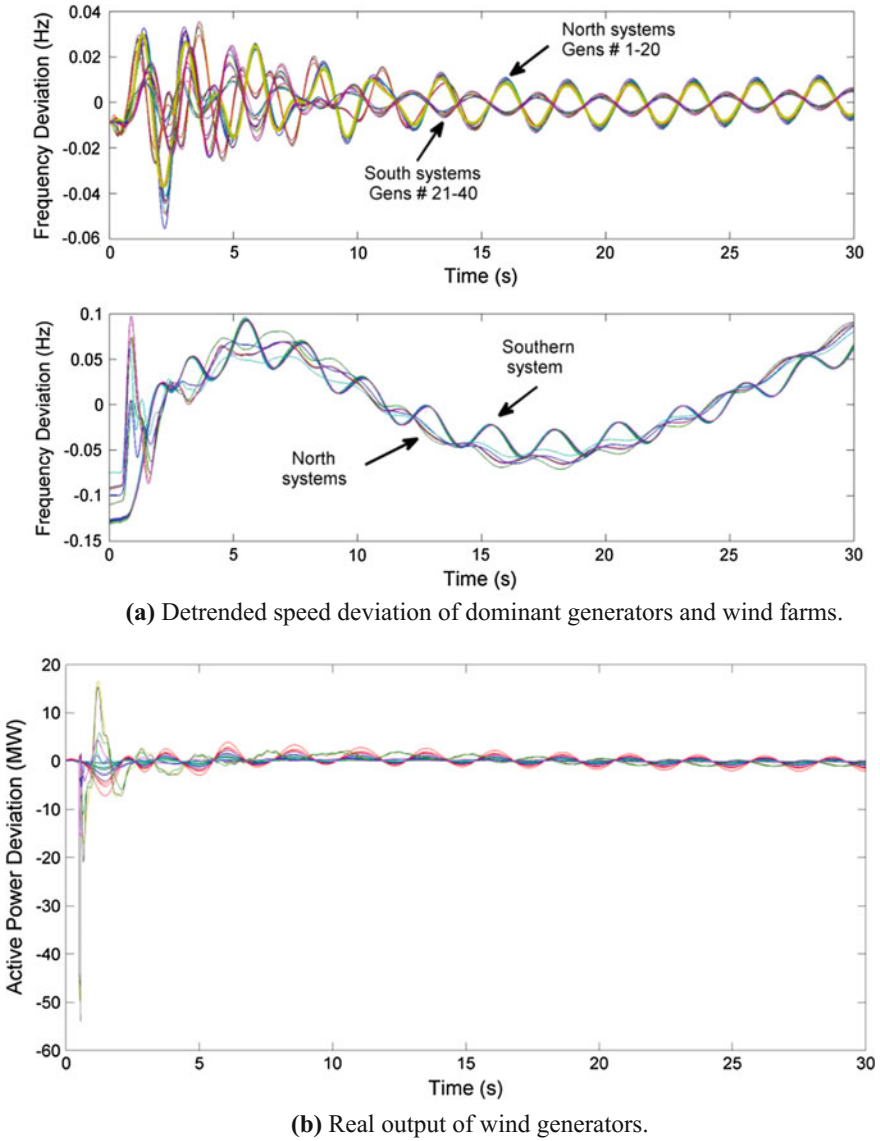 Frequency Deviation (Hz)
0.04
0.02
0
-0.02
-0.04
0.06
0 5 10 15 20 25 30
Time (s)
North systems
Gens # 1-20
South systems
Gens # 21-40
Frequency Deviation (Hz)
0.1
0.05
0
-0.05
-0.1
-0.15
0 5 10 15 20 25 30
Time (s)
Southern
system
North
systems
(a) Detrended speed deviation of dominant generators and wind farms.
Active Power Deviation (MW)
20
10
0
-10
-20
-30
-40
-50
-60
0 5 10 15 20 25 30
Time (s)
(b) Real output of wind generators.